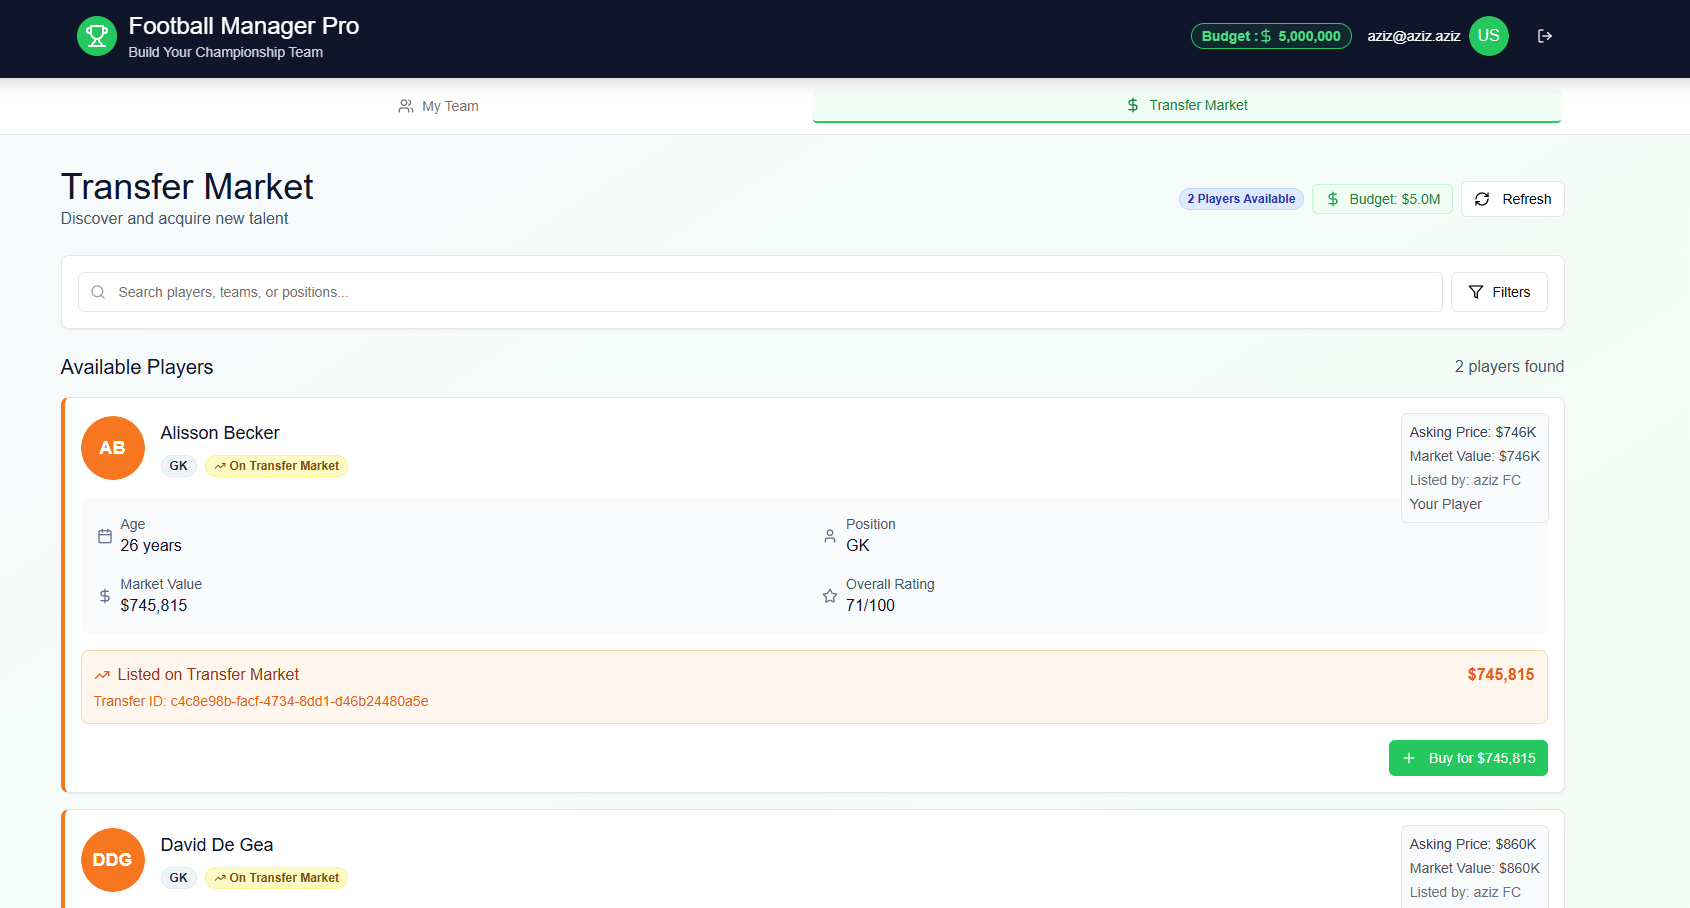 Football Manager Pro
Build Your Championship Team
Budget : $ 5,000,000
aziz@aziz.aziz
US
My Team
Transfer Market
Transfer Market
Discover and acquire new talent
2 Players Available
Budget: $5.0M
Refresh
Search players, teams, or positions...
Filters
Available Players
2 players found
AB
Alisson Becker
GK
On Transfer Market
Asking Price: $746K
Market Value: $746K
Listed by: aziz FC
Your Player
Age
26 years
Position
GK
Market Value
$745,815
Overall Rating
71/100
Listed on Transfer Market
$745,815
Transfer ID: c4c8e98b-facf-4734-8dd1-d46b24480a5e
Buy for $745,815
DDG
David De Gea
GK
On Transfer Market
Asking Price: $860K
Market Value: $860K
Listed by: aziz FC